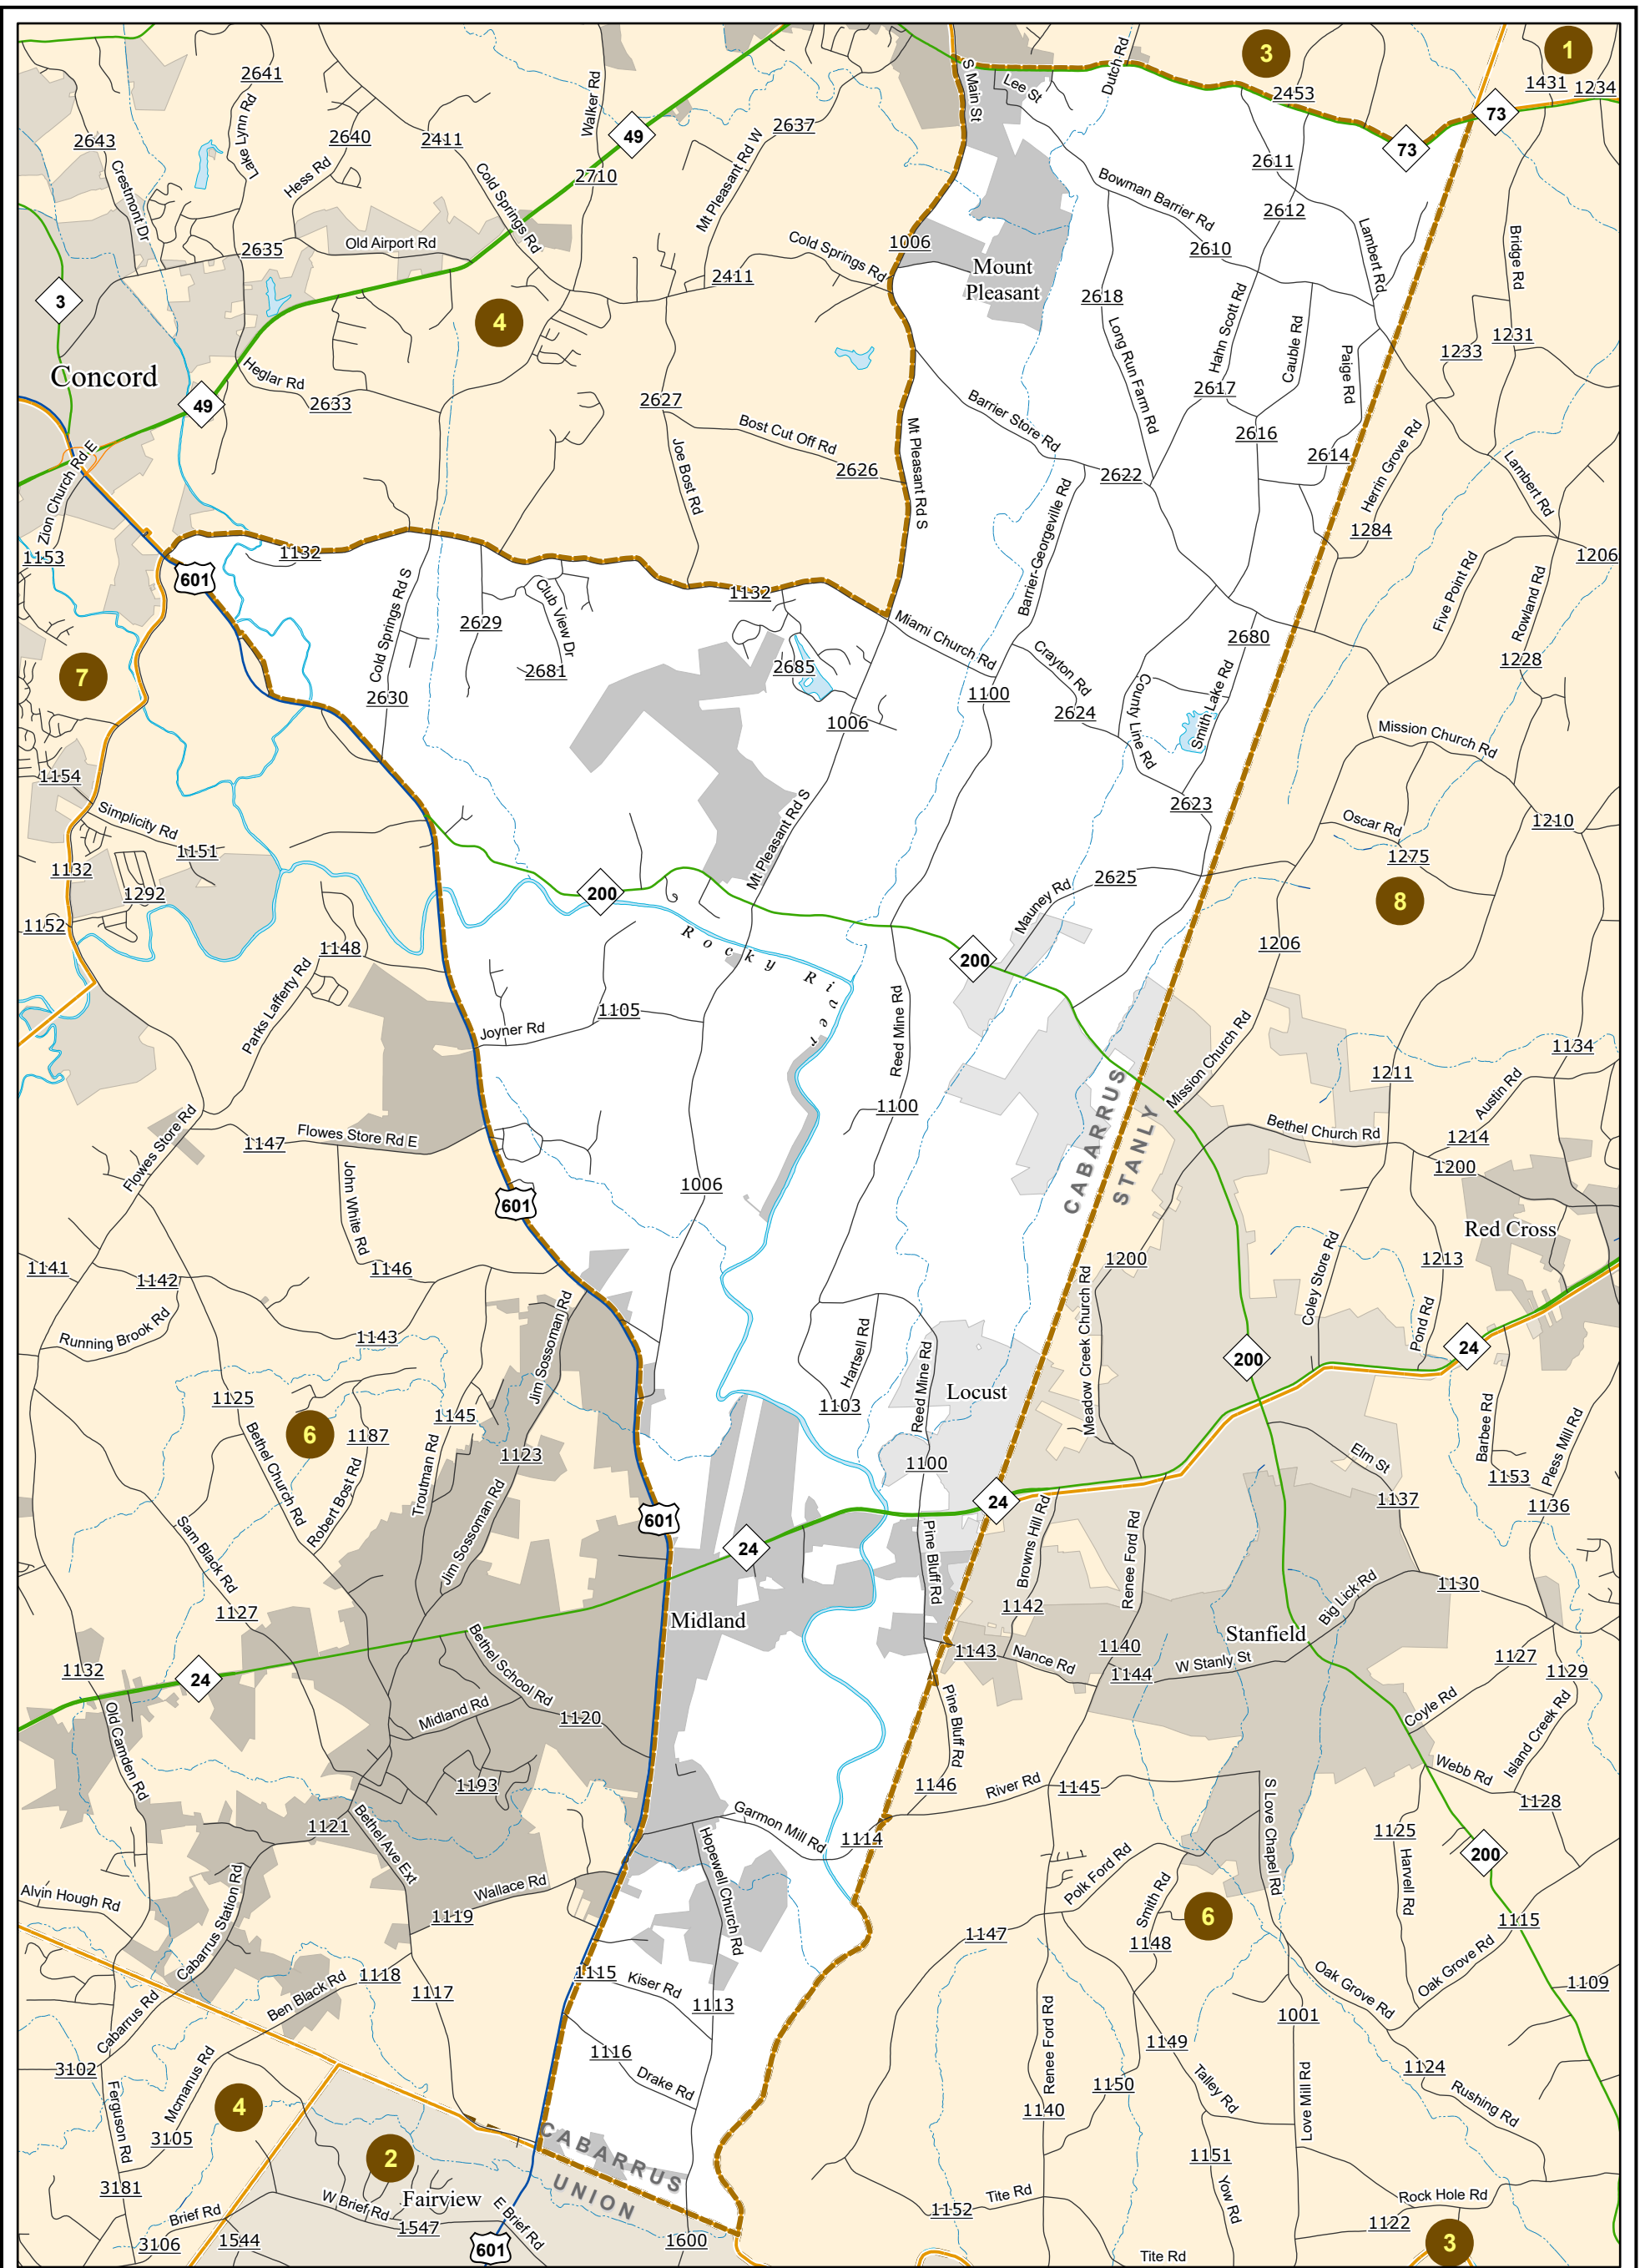 3
1
2641
S Main St
Dutch Rd
Lee St
2453
1431
1234
73
73
Walker Rd
49
2637
2643
Lake Lynn Rd
2640
2411
Crestmont Dr
Hess Rd
Cold Springs Rd
2710
Mt Pleasant Rd W
2611
Bowman Barrier Rd
2612
2635
Old Airport Rd
Cold Springs Rd
1006
2610
Lambert Rd
Bridge Rd
2411
Mount
Pleasant
2618
3
4
Hahn Scott Rd
Cauble Rd
Long Run Farm Rd
Paige Rd
1233
1231
Concord
Heglar Rd
2633
49
2627
Bost Cut Off Rd
2626
Joe Bost Rd
Mt Pleasant Rd S
Barrier Store Rd
2617
2616
2614
2622
Herrin Grove Rd
Lambert Rd
1284
1206
Zion Church Rd E
1153
601
1132
1132
Barrier-Georgeville Rd
Five Point Rd
Rowland Rd
1228
Cold Springs Rd S
2629
Club View Dr
2681
2685
2630
1006
Miami Church Rd
1100
Crayton Rd
2624
County Line Rd
Smith Lake Rd
2680
2623
7
Mission Church Rd
1154
Simplicity Rd
1151
1132
1292
1152
Oscar Rd
1275
1210
8
Mt Pleasant Rd S
200
2625
Mauney Rd
200
1206
1148
Parks Lafferty Rd
Rocky River
Joyner Rd
1105
Reed Mine Rd
1100
Mission Church Rd
1211
1134
Austin Rd
1214
1200
Bethel Church Rd
CABARRUS
STANLY
Flowes Store Rd
1147
Flowes Store Rd E
John White Rd
1146
601
1006
Red Cross
1200
1213
Coley Store Rd
Pond Rd
Meadow Creek Church Rd
1141
1142
Running Brook Rd
1143
Jim Sossoman Rd
Hartsell Rd
1103
Reed Mine Rd
Locust
200
24
1125
6
1187
1145
1123
Bethel Church Rd
Robert Bost Rd
Troutman Rd
Jim Sossoman Rd
1100
Barbee Rd
1153
Pless Mill Rd
1136
Elm St
1137
24
601
24
Sam Black Rd
1127
Pine Bluff Rd
Browns Hill Rd
1142
Renee Ford Rd
1140
Big Lick Rd
1130
Midland
Stanfield
1143
Nance Rd
1144
W Stanly St
1127
1129
Coyle Rd
Island Creek Rd
1132
24
Old Camden Rd
Bethel School Rd
Midland Rd
1120
1193
Pine Bluff Rd
1146
River Rd
1145
Webb Rd
1128
1121
Bethel Ave Ext
Garmon Mill Rd
1114
Hopewell Church Rd
S Love Chapel Rd
1125
Harvell Rd
200
Alvin Hough Rd
Cabarrus Station Rd
Wallace Rd
1119
Polk Ford Rd
Smith Rd
1148
6
1147
1115
Oak Grove Rd
Oak Grove Rd
1109
Ben Black Rd
1118
1117
1115
Kiser Rd
1113
1001
Cabarrus Rd
3102
Mcmanus Rd
Ferguson Rd
1116
Drake Rd
Renee Ford Rd
1149
1150
Talley Rd
Love Mill Rd
1124
Rushing Rd
1140
4
3105
2
3181
CABARRUS
UNION
1151
Yow Rd
Fairview
W Brief Rd
1547
E Brief Rd
601
Brief Rd
3106
1544
1600
1152
Tite Rd
Tite Rd
Rock Hole Rd
1122
3